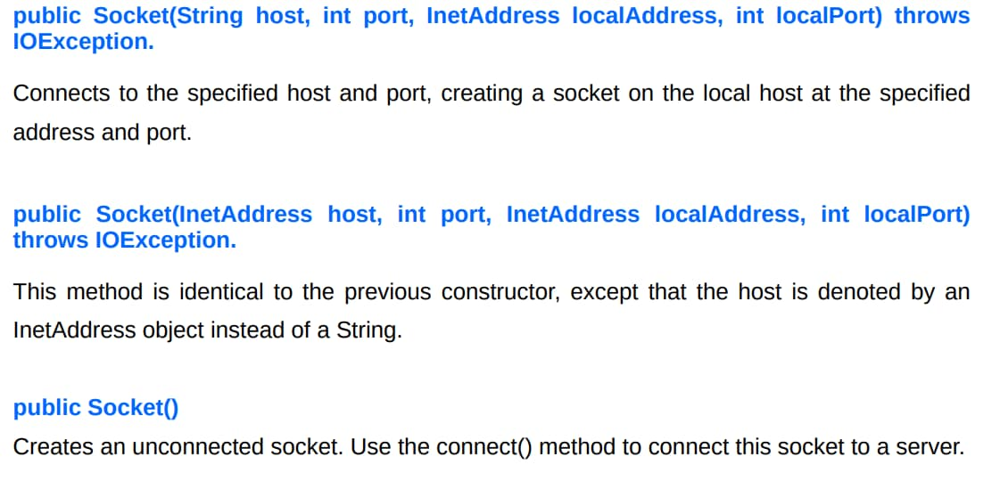 public Socket(String host, int port, InetAddress localAddress, int localPort) throws
IOException.
Connects to the specified host and port, creating a socket on the local host at the specified
address and port.
public Socket(InetAddress host, int port, InetAddress localAddress, int localPort)
throws IOException.
This method is identical to the previous constructor, except that the host is denoted by an
InetAddress object instead of a String.
public Socket()
Creates an unconnected socket. Use the connect() method to connect this socket to a server.